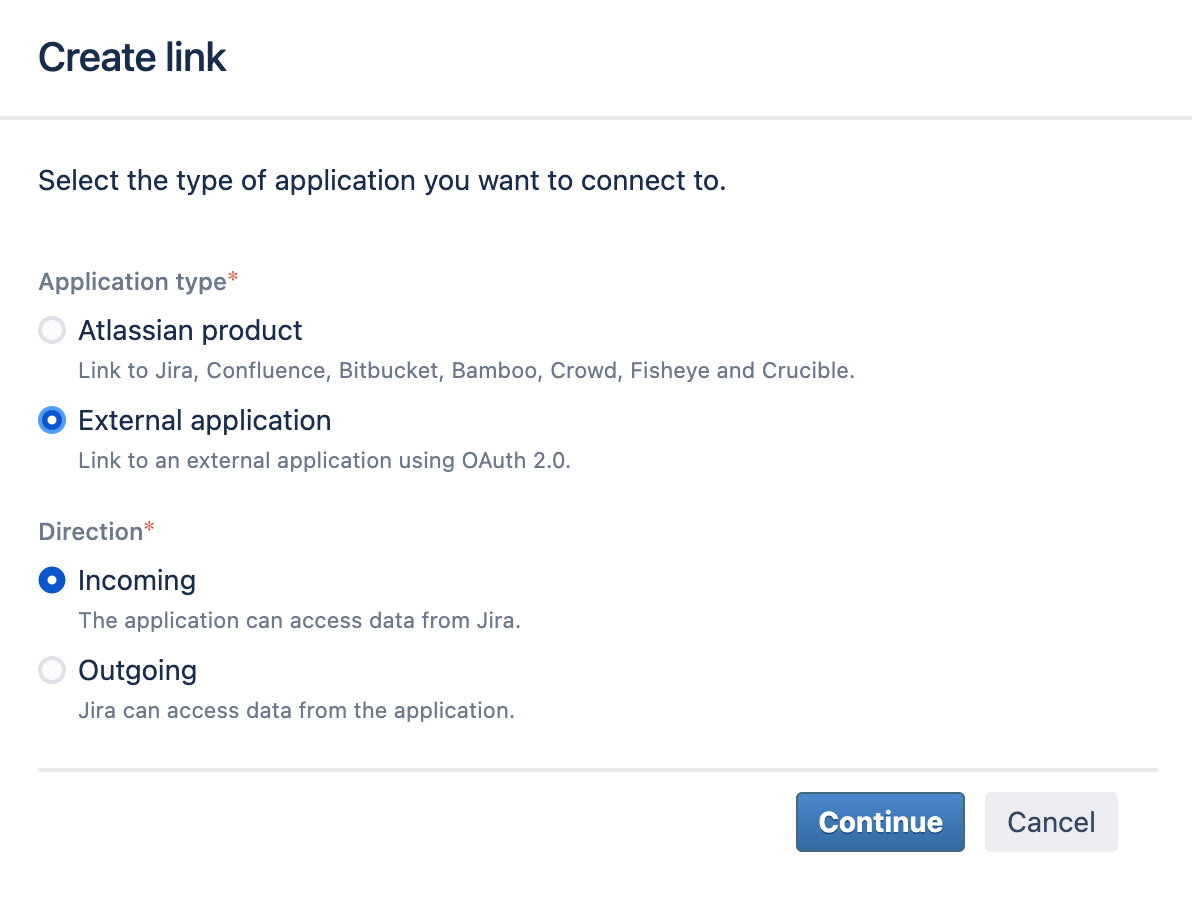 Create link
Select the type of application you want to connect to.
Application type*
Atlassian product
Link to Jira, Confluence, Bitbucket, Bamboo, Crowd, Fisheye and Crucible.
External application
Link to an external application using OAuth 2.0.
Direction*
Incoming
The application can access data from Jira.
Outgoing
Jira can access data from the application.
Continue Cancel